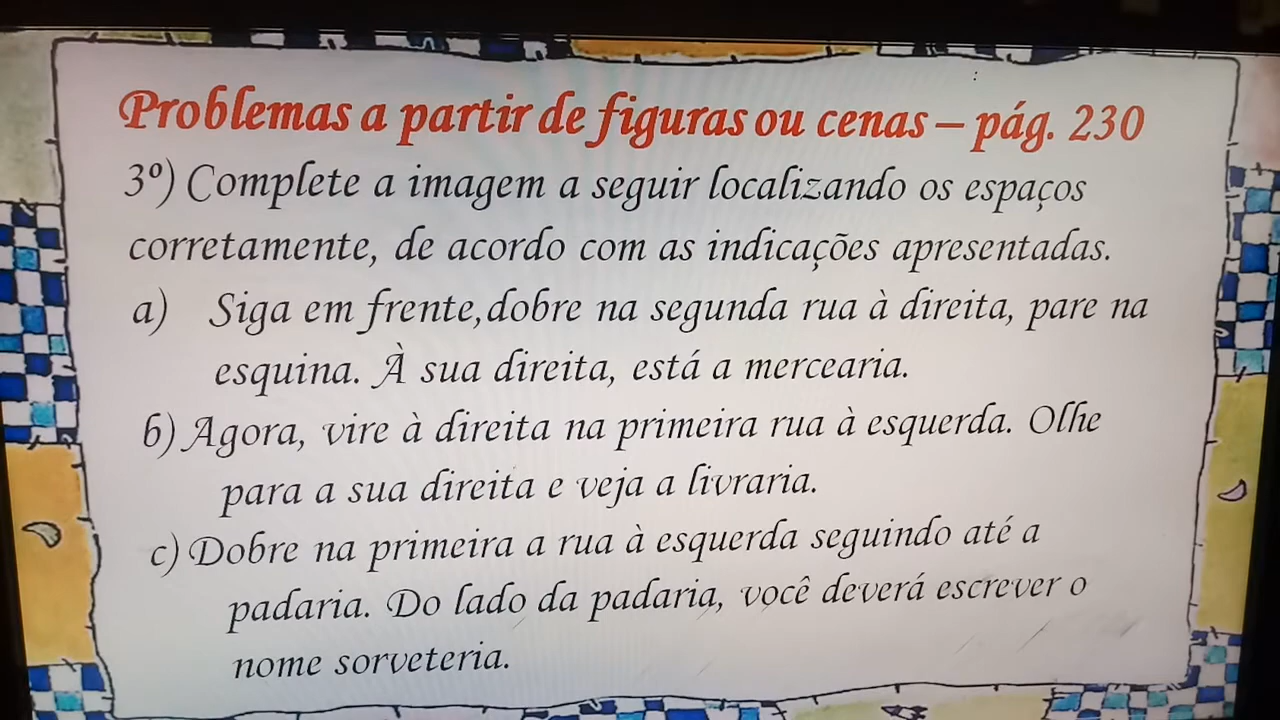 Problemas a partir de figuras ou cenas – pág. 230
3º) Complete a imagem a seguir localizando os espaços
corretamente, de acordo com as indicações apresentadas.
a) Siga em frente,dobre na segunda rua à direita, pare na
esquina. À sua direita, está a mercearia.
b) Agora, vire à direita na primeira rua à esquerda. Olhe
para a sua direita e veja a livraria.
c) Dobre na primeira a rua à esquerda seguindo até a
padaria. Do lado da padaria, você deverá escrever o
nome sorveteria.